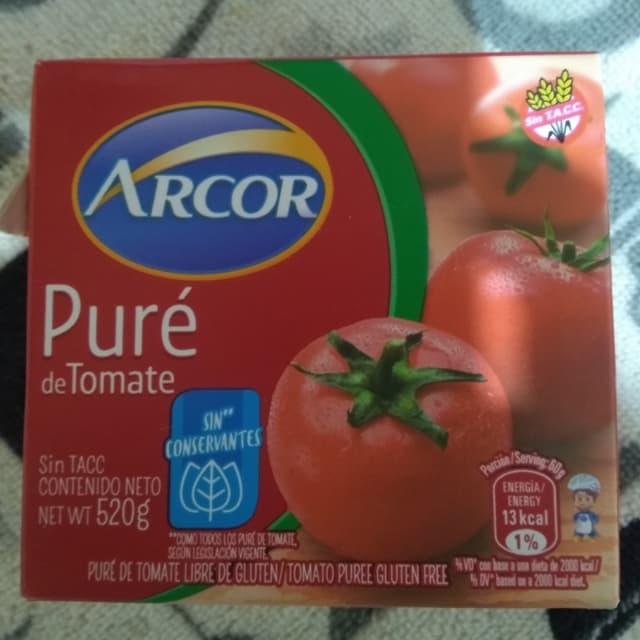 Sin T.A.C.C.
ARCOR
Puré
de Tomate
SIN**
CONSERVANTES
Sin TACC
CONTENIDO NETO
NET WT 520g
**COMO TODOS LOS PURÉ DE TOMATE,
SEGÚN LEGISLACIÓN VIGENTE.
PURÉ DE TOMATE LIBRE DE GLUTEN/ TOMATO PUREE GLUTEN FREE
Porción/Serving: 60g
ENERGÍA/
ENERGY
13 kcal
1%
% VD* con base a una dieta de 2000 kcal /
% DV* based on a 2000 kcal diet.